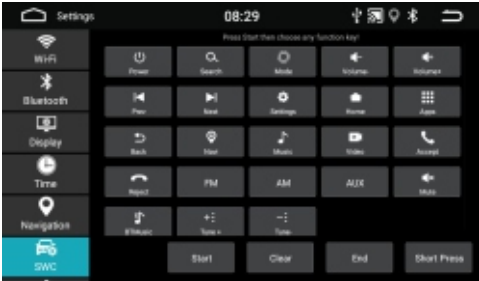 Settings 08:29
Press Start then choose any function key!
Wi-Fi
Power Search Mode Volume- Volume+
Bluetooth
Prev Next Settings Home Apps
Display
Back Navi Music Video Accept
Time
Reject FM AM AUX Mute
Navigation
BTMusic Tune + Tune-
SWC
Start Clear End Short Press